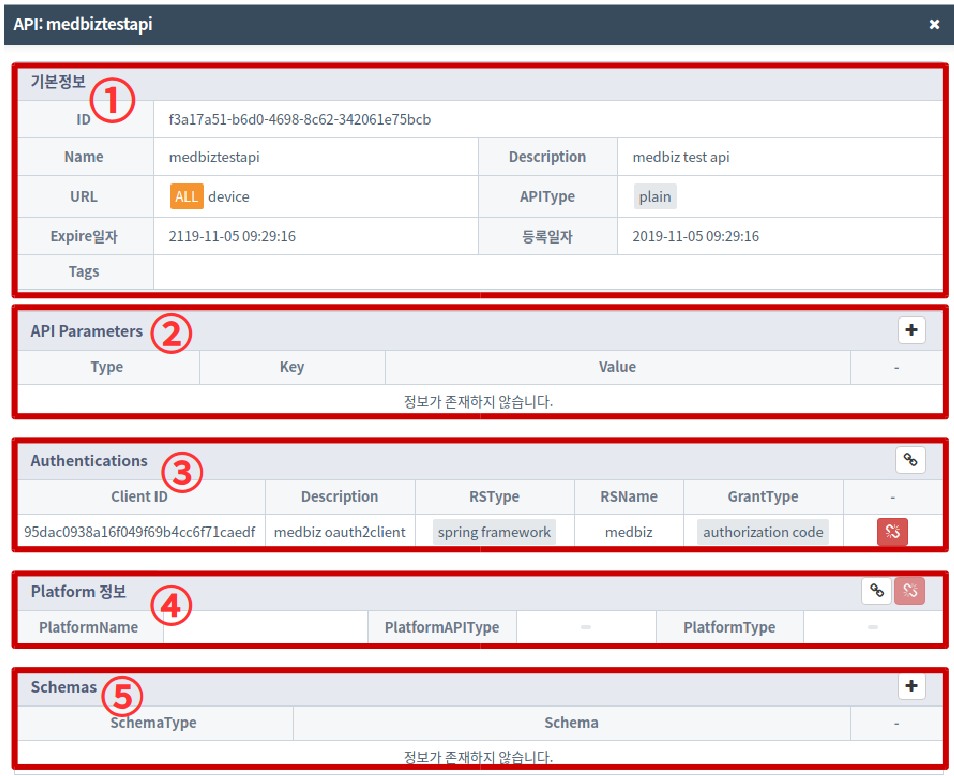 API: medbiztestapi ×
기본정보 ①
ID f3a17a51-b6d0-4698-8c62-342061e75bcb
Name medbiztestapi Description medbiz test api
URL ALL device APIType plain
Expire일자 2119-11-05 09:29:16 등록일자 2019-11-05 09:29:16
Tags
API Parameters ② +
Type Key Value -
정보가 존재하지 않습니다.
Authentications ③
Client ID Description RSType RSName GrantType -
95dac0938a16f049f69b4cc6f71caedf medbiz oauth2client spring framework medbiz authorization code
Platform 정보 ④
PlatformName PlatformAPIType - PlatformType -
Schemas ⑤ +
SchemaType Schema -
정보가 존재하지 않습니다.